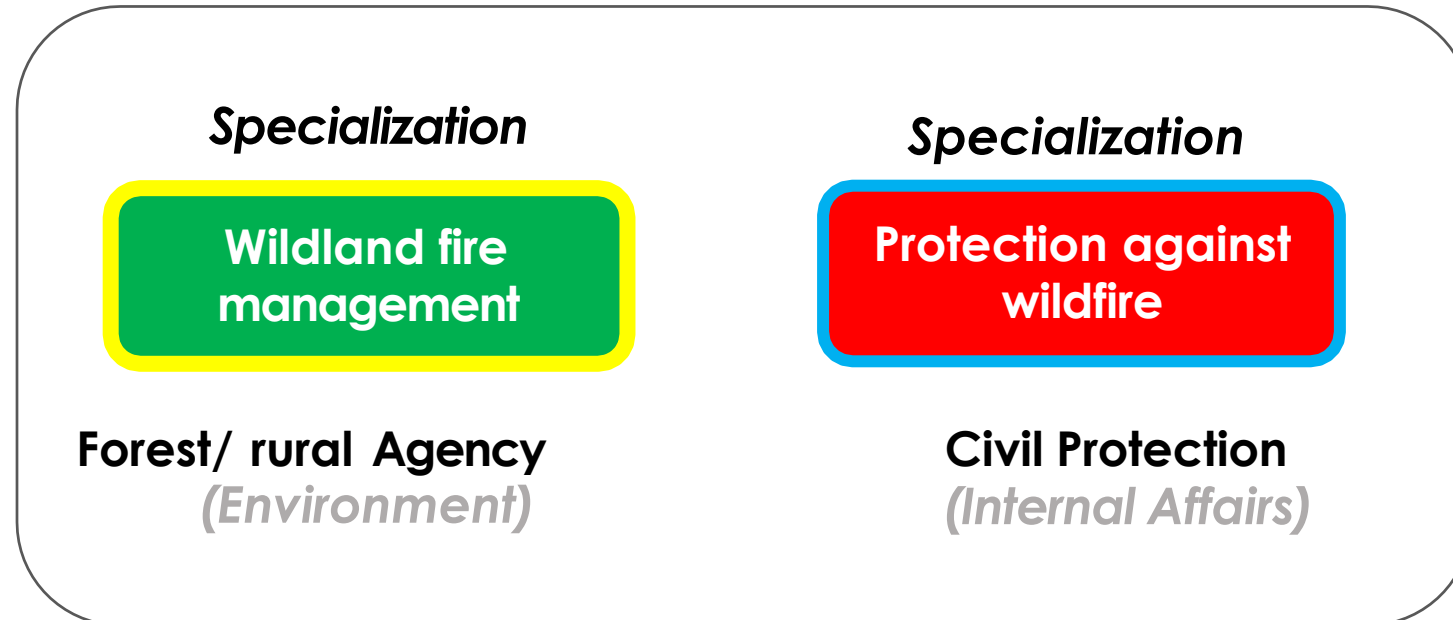 Specialization
Wildland fire
management
Forest/ rural Agency
(Environment)
Specialization
Protection against
wildfire
Civil Protection
(Internal Affairs)